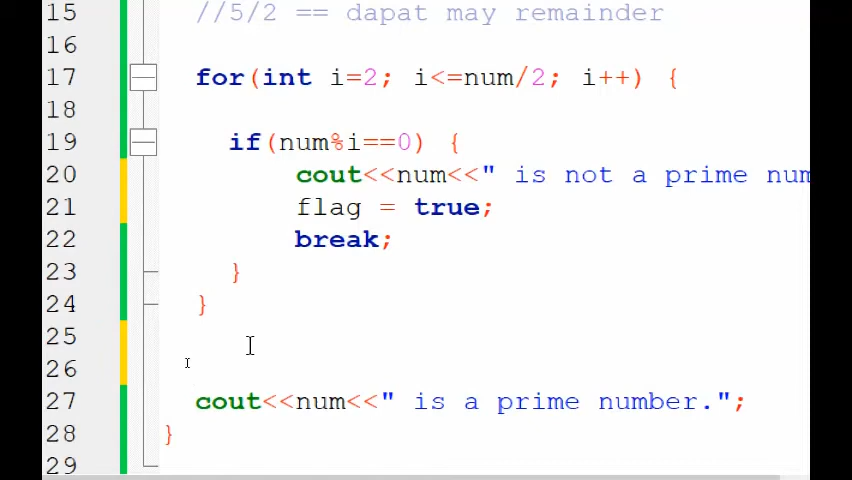 15 //5/2 == dapat may remainder
16
17 for(int i=2; i<=num/2; i++) {
18
19 if(num%i==0) {
20 cout<<num<<" is not a prime num
21 flag = true;
22 break;
23 }
24 }
25
26
27 cout<<num<<" is a prime number.";
28 }
29